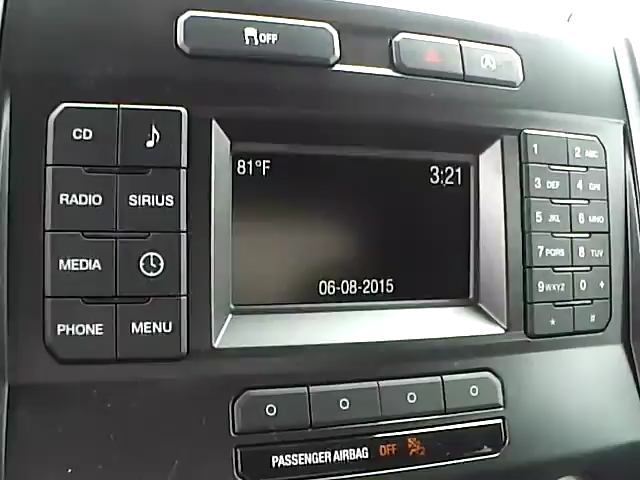 OFF
81°F
3:21
06-08-2015
CD
RADIO
SIRIUS
MEDIA
PHONE
MENU
1
2 ABC
3 DEF
4 GHI
5 JKL
6 MNO
7 PQRS
8 TUV
9 WXYZ
0 +
*
#
PASSENGER AIRBAG OFF